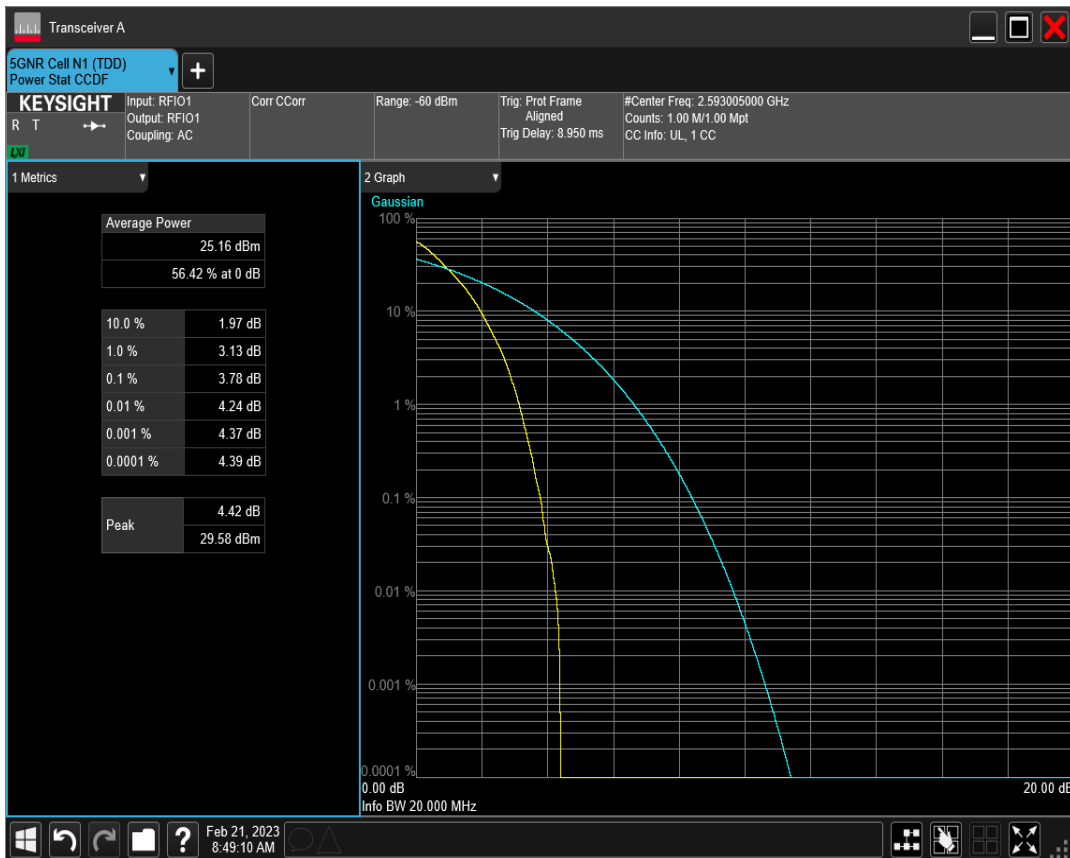 Transceiver A
5GNR Cell N1 (TDD)
Power Stat CCDF
KEYSIGHT
R T
LXI
Input: RFIO1
Output: RFIO1
Coupling: AC
Corr CCorr
Range: -60 dBm
Trig: Prot Frame
Aligned
Trig Delay: 8.950 ms
#Center Freq: 2.593005000 GHz
Counts: 1.00 M/1.00 Mpt
CC Info: UL, 1 CC
1 Metrics
Average Power
25.16 dBm
56.42 % at 0 dB
10.0 % 1.97 dB
1.0 % 3.13 dB
0.1 % 3.78 dB
0.01 % 4.24 dB
0.001 % 4.37 dB
0.0001 % 4.39 dB
Peak 4.42 dB
29.58 dBm
2 Graph
Gaussian
100 %
10 %
1 %
0.1 %
0.01 %
0.001 %
0.0001 %
0.00 dB 20.00 dB
Info BW 20.000 MHz
?
Feb 21, 2023
8:49:10 AM